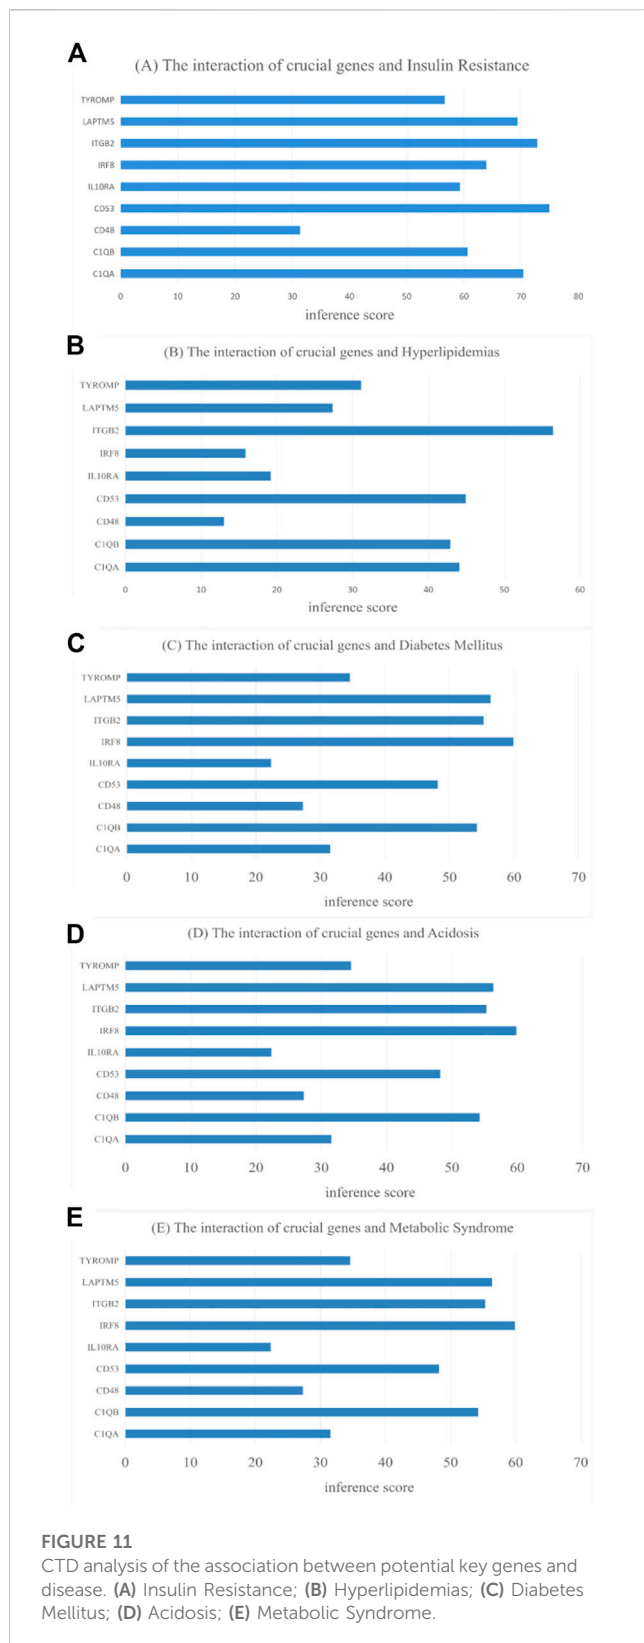 A
(A) The interaction of crucial genes and Insulin Resistance
TYROMP
LAPTM5
ITGB2
IRF8
IL10RA
CD53
CD48
C1QB
C1QA
0 10 20 30 40 50 60 70 80
inference score
B
(B) The interaction of crucial genes and Hyperlipidemias
TYROMP
LAPTM5
ITGB2
IRF8
IL10RA
CD53
CD48
C1QB
C1QA
0 10 20 30 40 50 60
inference score
C
(C) The interaction of crucial genes and Diabetes Mellitus
TYROMP
LAPTM5
ITGB2
IRF8
IL10RA
CD53
CD48
C1QB
C1QA
0 10 20 30 40 50 60 70
inference score
D
(D) The interaction of crucial genes and Acidosis
TYROMP
LAPTM5
ITGB2
IRF8
IL10RA
CD53
CD48
C1QB
C1QA
0 10 20 30 40 50 60 70
inference score
E
(E) The interaction of crucial genes and Metabolic Syndrome
TYROMP
LAPTM5
ITGB2
IRF8
IL10RA
CD53
CD48
C1QB
C1QA
0 10 20 30 40 50 60 70
inference score
FIGURE 11
CTD analysis of the association between potential key genes and
disease. (A) Insulin Resistance; (B) Hyperlipidemias; (C) Diabetes
Mellitus; (D) Acidosis; (E) Metabolic Syndrome.